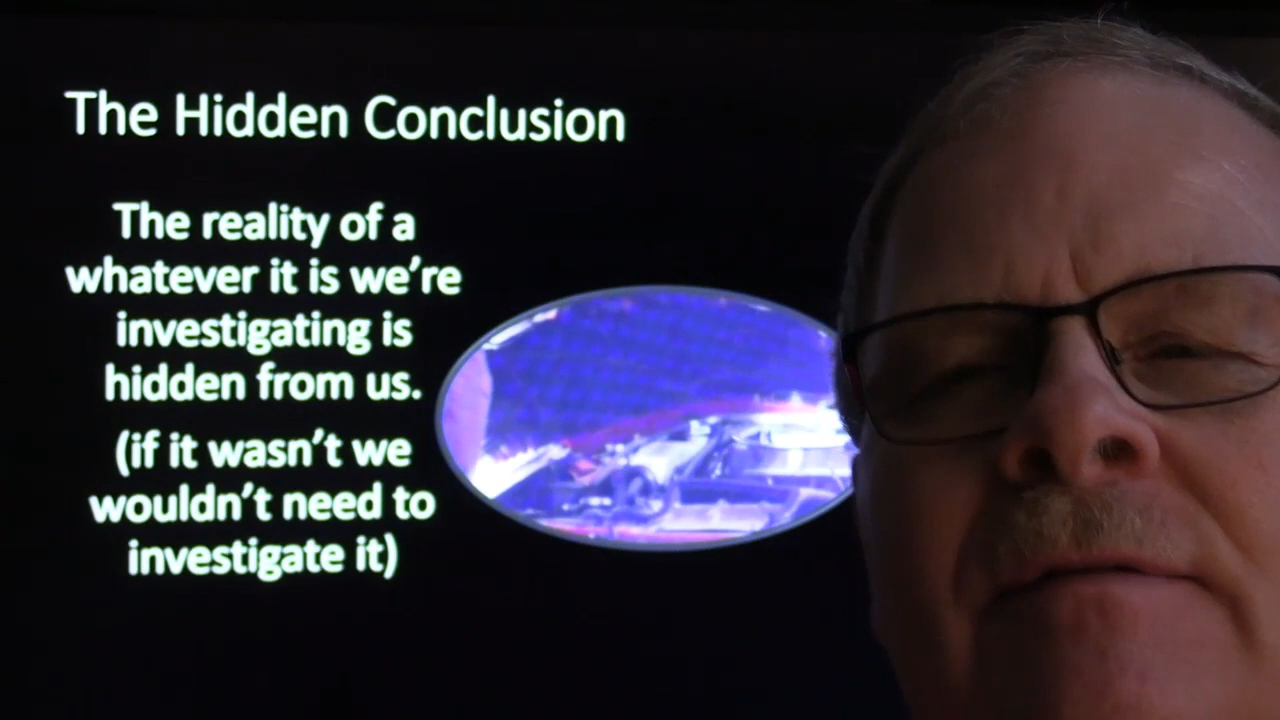 The Hidden Conclusion
The reality of a
whatever it is we’re
investigating is
hidden from us.
(if it wasn’t we
wouldn’t need to
investigate it)